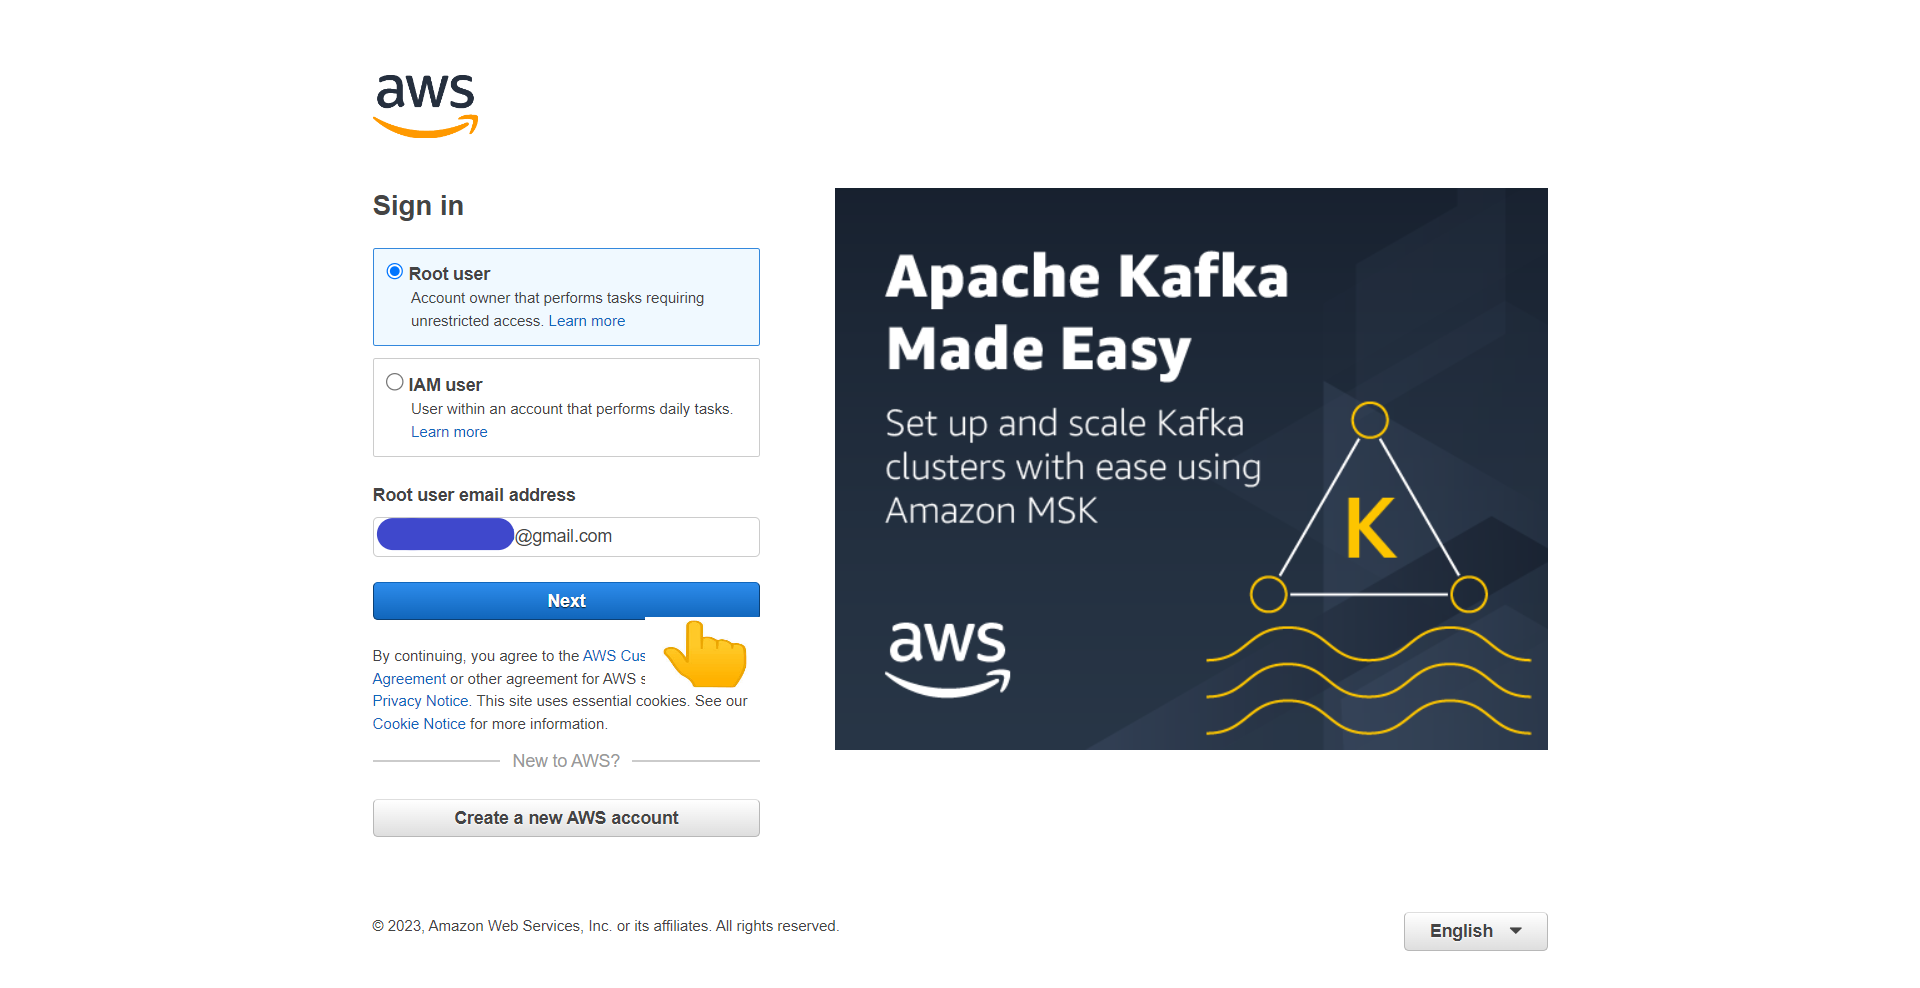 aws
Sign in
Root user
Account owner that performs tasks requiring
unrestricted access. Learn more
IAM user
User within an account that performs daily tasks.
Learn more
Root user email address
@gmail.com
Next
By continuing, you agree to the AWS
Agreement or other agreement for AWS
Privacy Notice. This site uses essential cookies. See our
Cookie Notice for more information.
New to AWS?
Create a new AWS account
Apache Kafka
Made Easy
Set up and scale Kafka
clusters with ease using
Amazon MSK
K
aws
© 2023, Amazon Web Services, Inc. or its affiliates. All rights reserved.
English